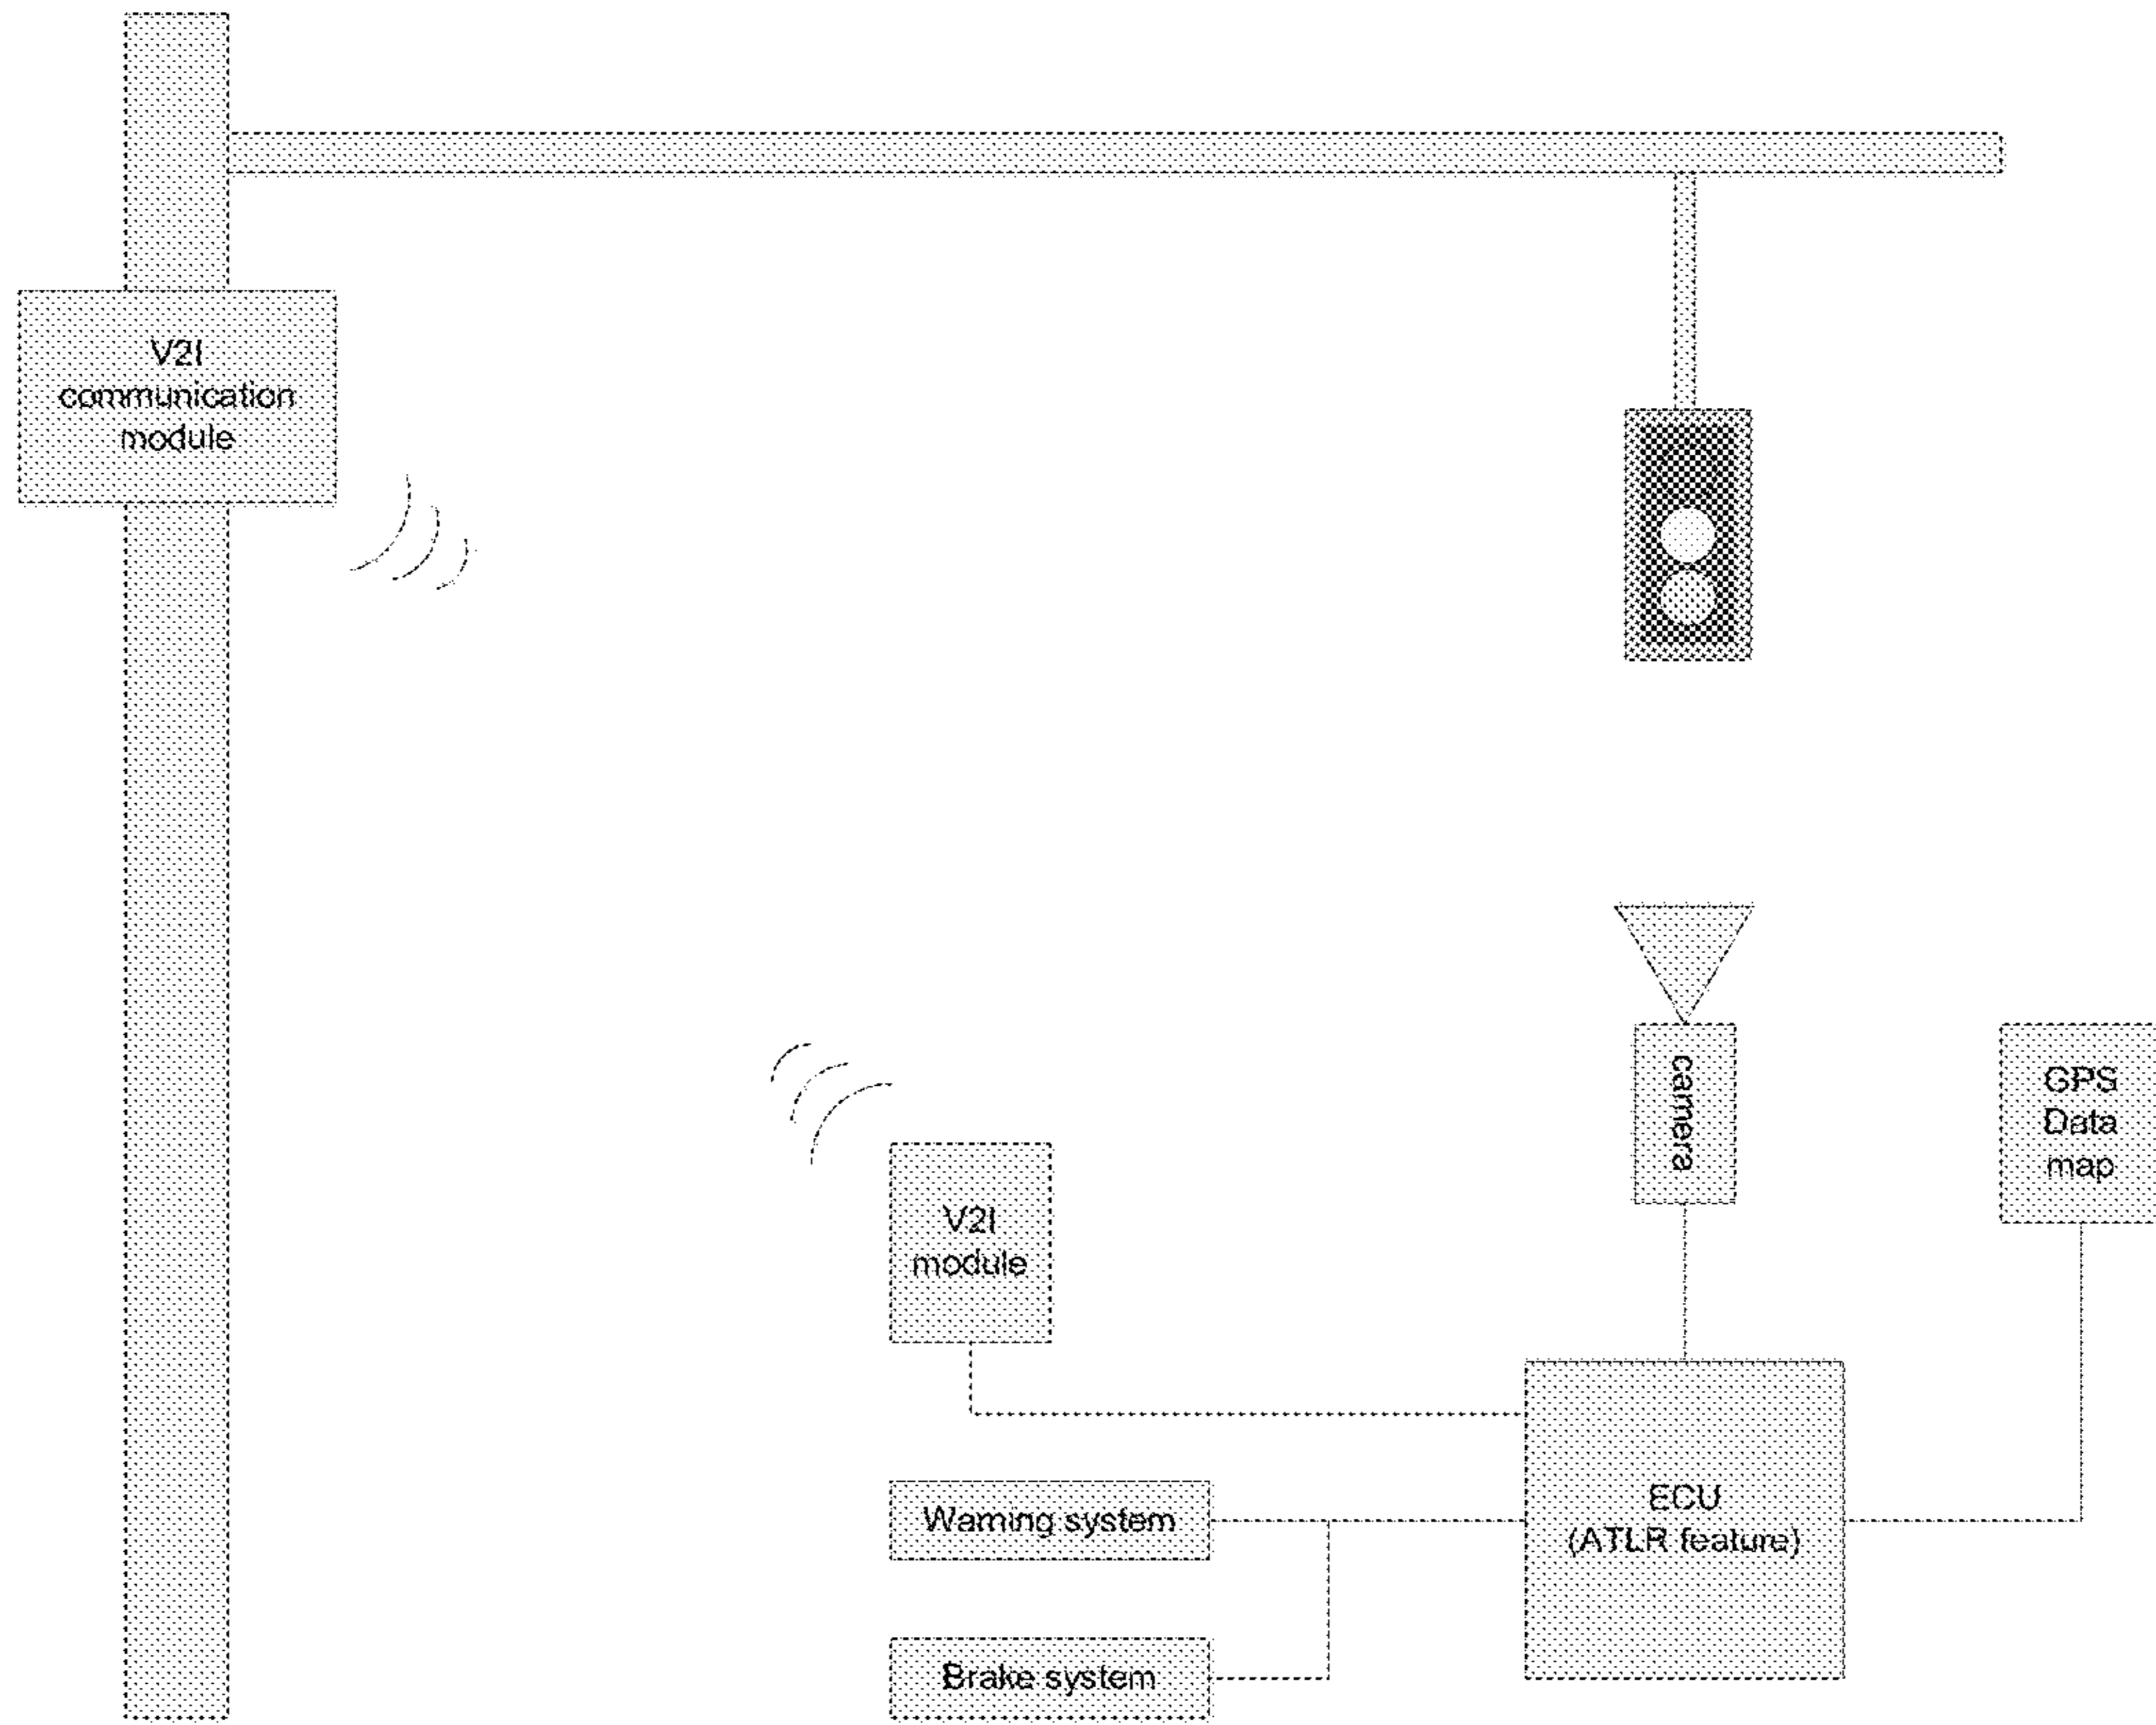 V2I
communication
module
camera
GPS
Data
map
V2I
module
ECU
(ATLR feature)
Warning system
Brake system